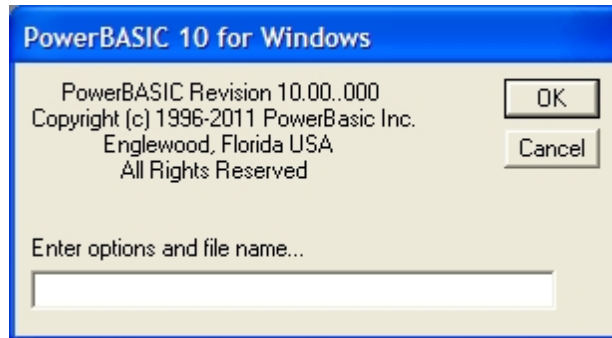 PowerBASIC 10 for Windows
PowerBASIC Revision 10.00..000
Copyright (c) 1996-2011 PowerBasic Inc.
Englewood, Florida USA
All Rights Reserved
OK
Cancel
Enter options and file name...